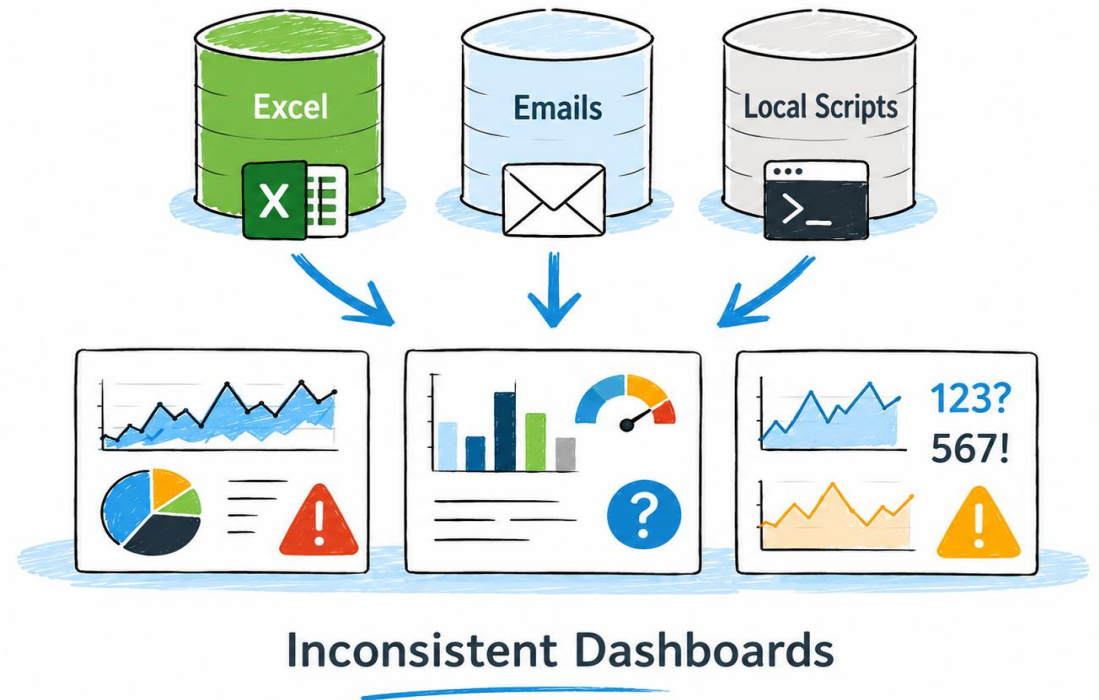 Excel
Emails
Local Scripts
X
>_
!
?
123?
567!
!
Inconsistent Dashboards